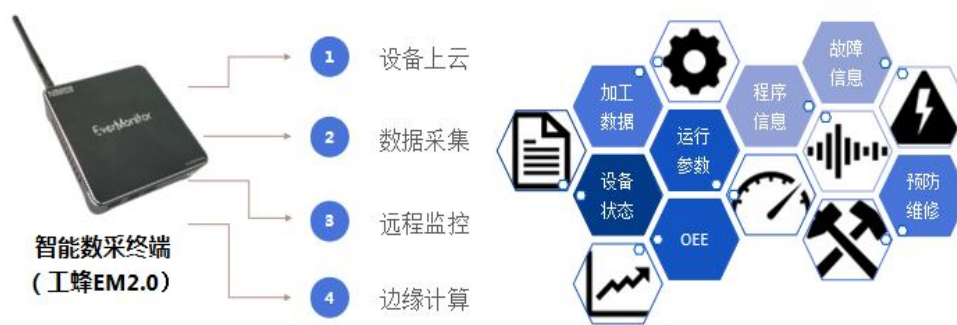 EverMonitor
智能数采终端
（工蜂EM2.0）
1
设备上云
2
数据采集
3
远程监控
4
边缘计算
加工
数据
运行
参数
程序
信息
故障
信息
设备
状态
OEE
预防
维修